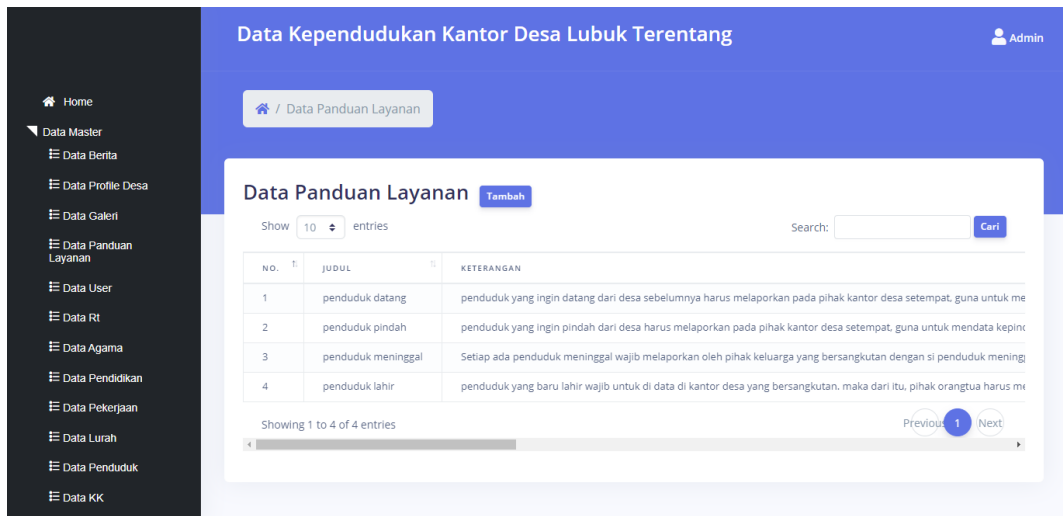 Data Kependudukan Kantor Desa Lubuk Terentang
Admin
Home
Data Master
Data Berita
Data Profile Desa
Data Galeri
Data Panduan
Layanan
Data User
Data Rt
Data Agama
Data Pendidikan
Data Pekerjaan
Data Lurah
Data Penduduk
Data KK
/ Data Panduan Layanan
Data Panduan Layanan Tambah
Show 10 entries Search: Cari
NO. JUDUL KETERANGAN
1 penduduk datang penduduk yang ingin datang dari desa sebelumnya harus melaporkan pada pihak kantor desa setempat, guna untuk me
2 penduduk pindah penduduk yang ingin pindah dari desa harus melaporkan pada pihak kantor desa setempat, guna untuk mendata
3 penduduk meninggal Setiap ada penduduk meninggal wajib melaporkan oleh pihak keluarga yang bersangkutan dengan si penduduk
4 penduduk lahir penduduk yang baru lahir wajib untuk di data di kantor desa yang bersangkutan. maka dari itu, pihak orangtua harus me
Showing 1 to 4 of 4 entries
Previous 1 Next